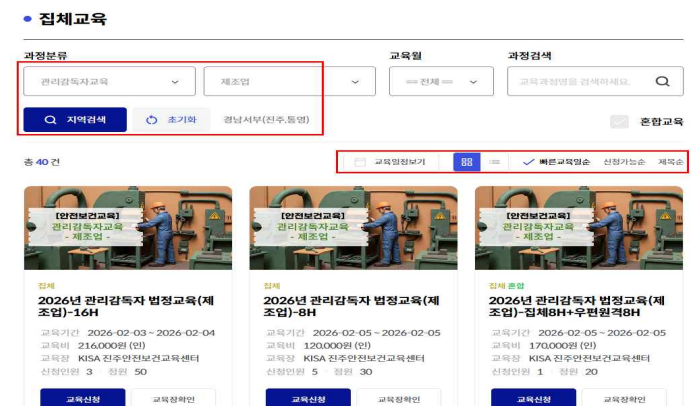 집체교육
과정분류 교육월 과정검색
관리감독자교육 제조업 == 전체 == 교육과정명을 검색하세요.
지역검색 초기화 경남서부(진주,통영) 혼합교육
총 40 건 교육일정보기 빠른교육일순 신청가능순 제목순
[안전보건교육] [안전보건교육] [안전보건교육]
관리감독자교육 관리감독자교육 관리감독자교육
- 제조업 - - 제조업 - - 제조업 -
집체 집체 집체 혼합
2026년 관리감독자 법정교육(제 2026년 관리감독자 법정교육(제 2026년 관리감독자 법정교육(제
조업)-16H 조업)-8H 조업)-집체8H+우편원격8H
교육기간 2026-02-03 ~ 2026-02-04 교육기간 2026-02-05 ~ 2026-02-05 교육기간 2026-02-05 ~ 2026-02-05
교육비 216,000원 (인) 교육비 120,000원 (인) 교육비 170,000원 (인)
교육장 KISA 진주안전보건교육센터 교육장 KISA 진주안전보건교육센터 교육장 KISA 진주안전보건교육센터
신청인원 3 정원 50 신청인원 5 정원 30 신청인원 1 정원 20
교육신청 교육장확인 교육신청 교육장확인 교육신청 교육장확인